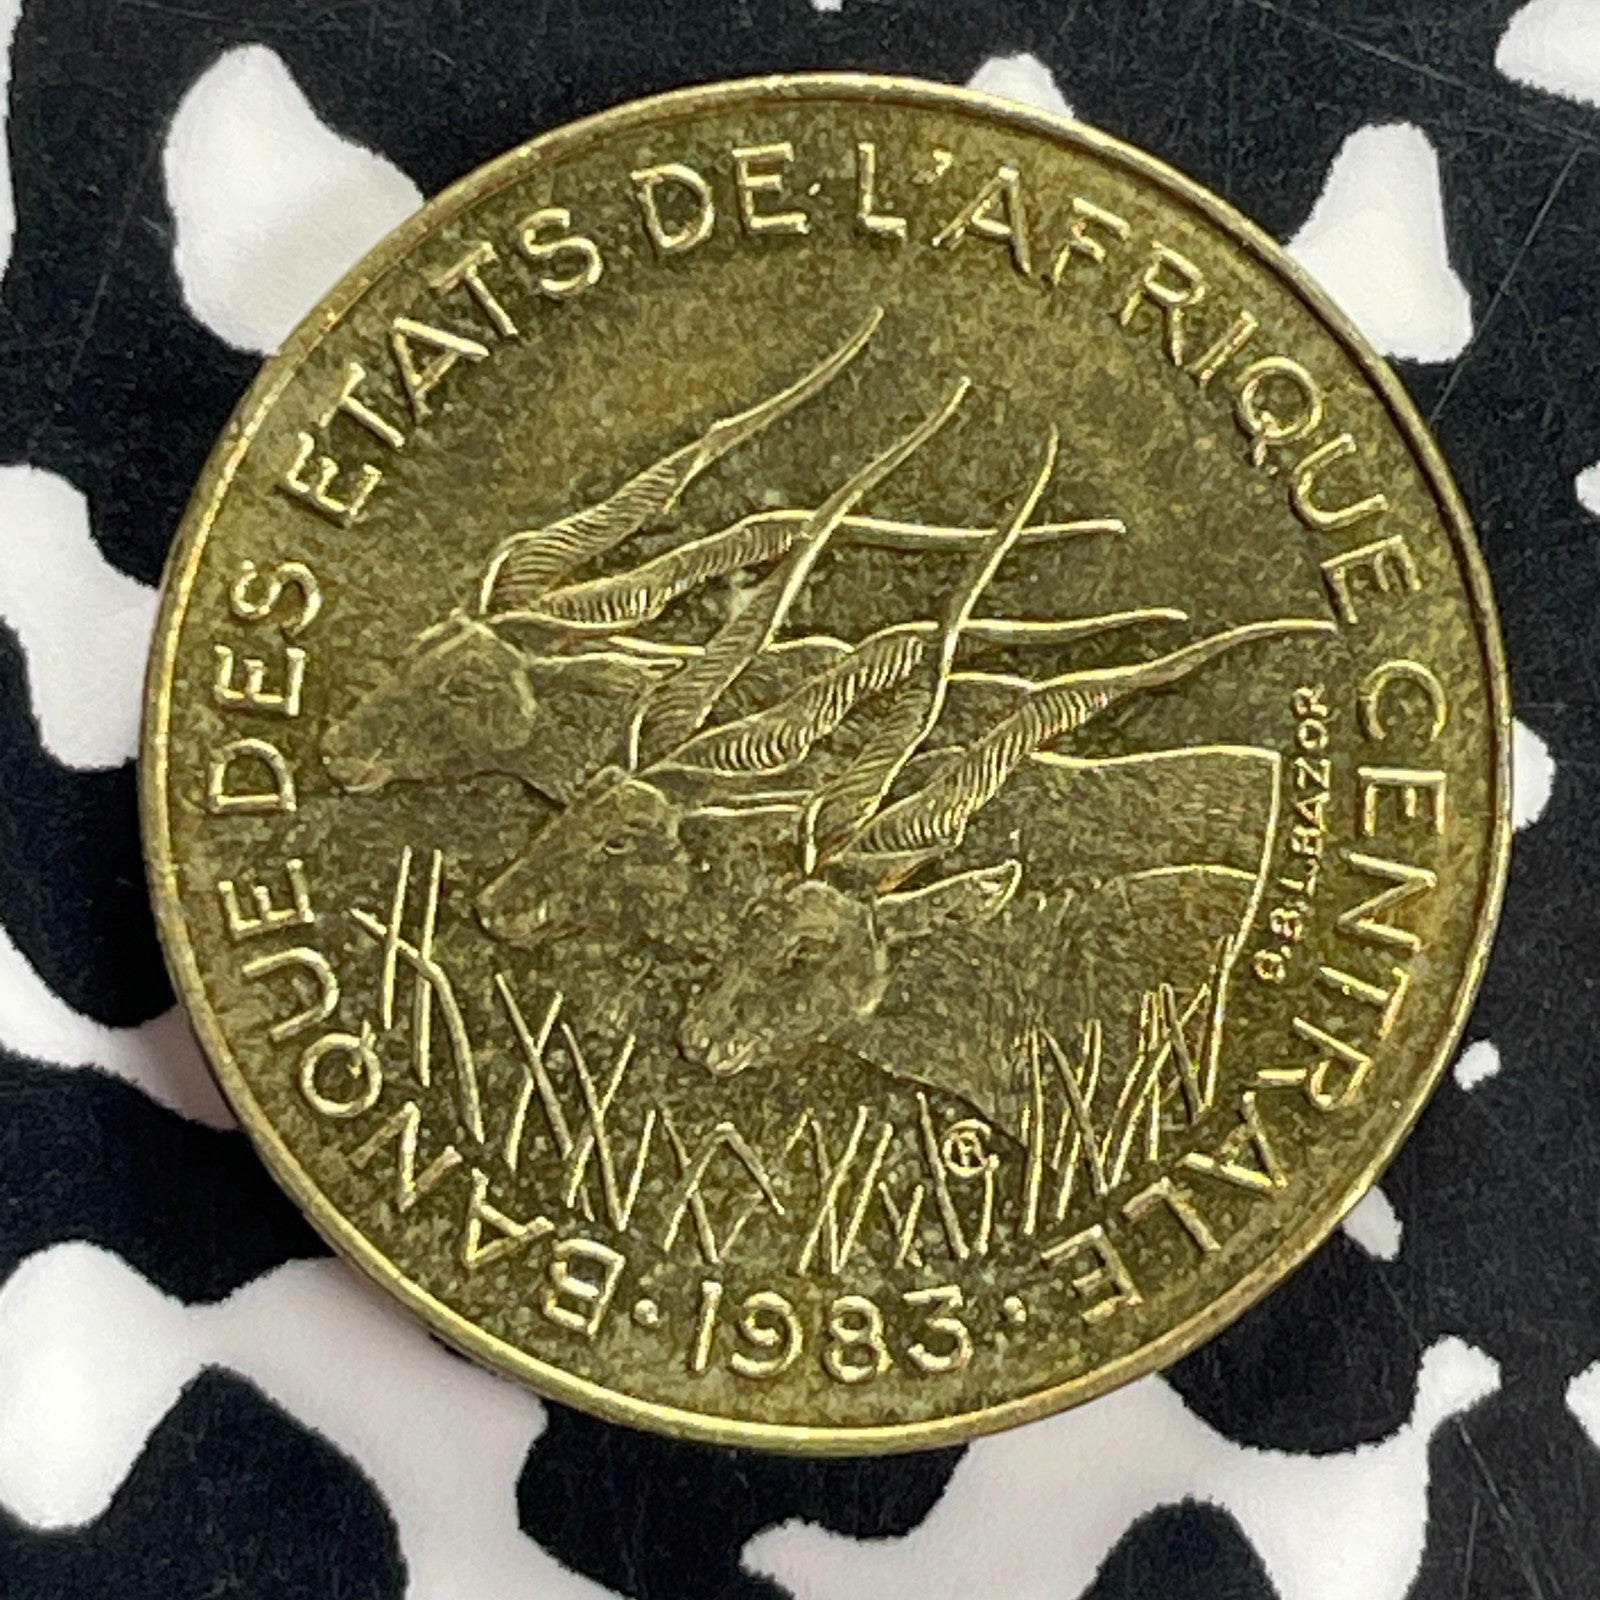 BANQUE DES ETATS DE L'AFRIQUE CENTRALE
· 1983 ·
G.B.L.BAZOR
R